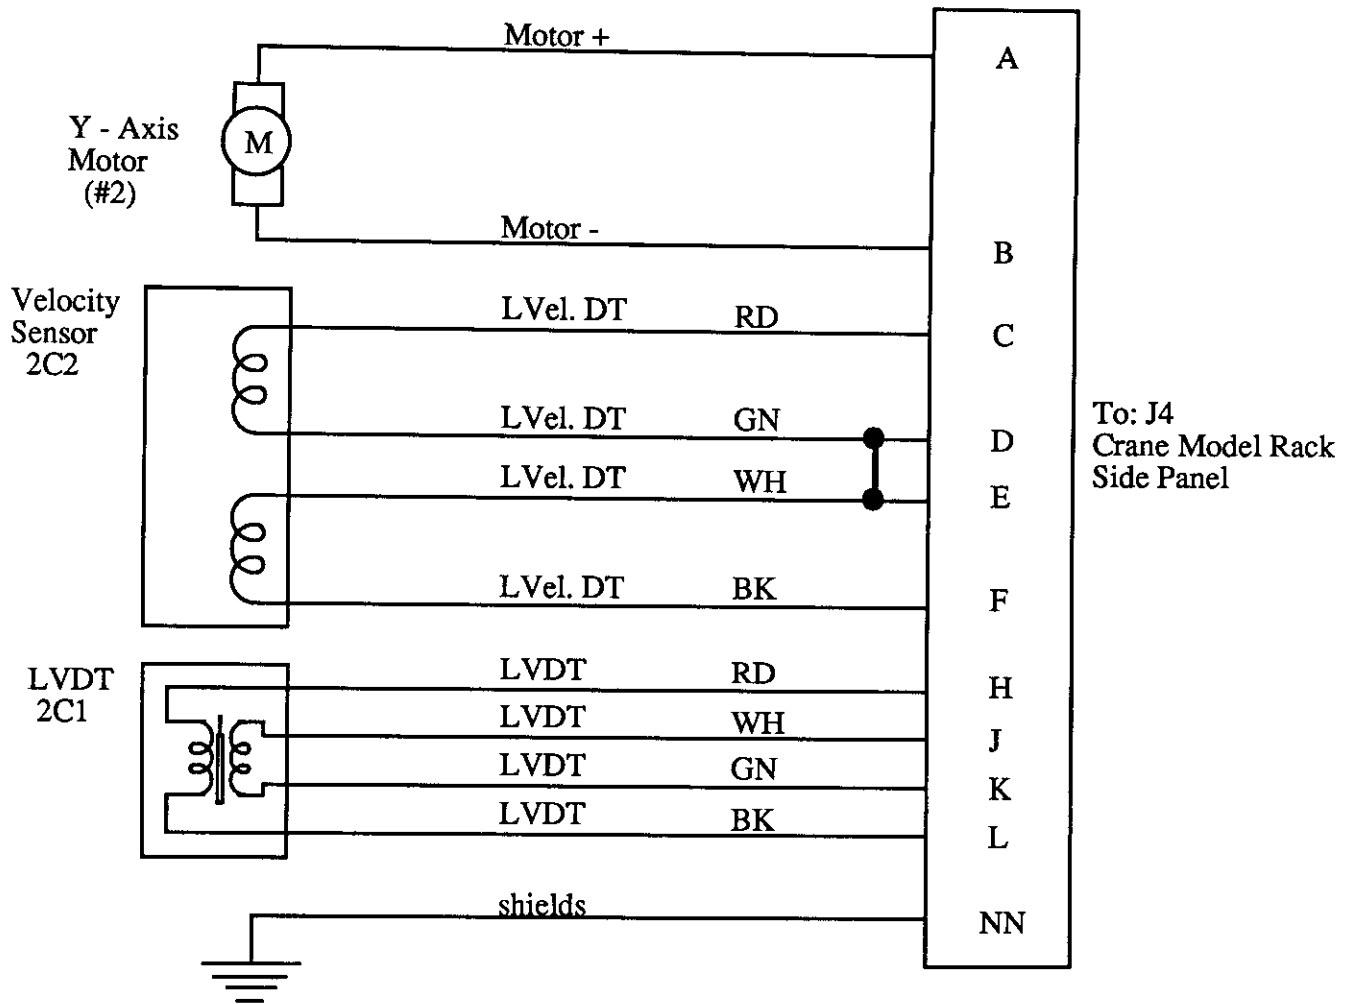 Motor +
A
Y - Axis
Motor
(#2)
M
Motor -
B
Velocity
Sensor
2C2
LVel. DT RD
C
LVel. DT GN
D
LVel. DT WH
E
LVel. DT BK
F
To: J4
Crane Model Rack
Side Panel
LVDT
2C1
LVDT RD
H
LVDT WH
J
LVDT GN
K
LVDT BK
L
shields
NN